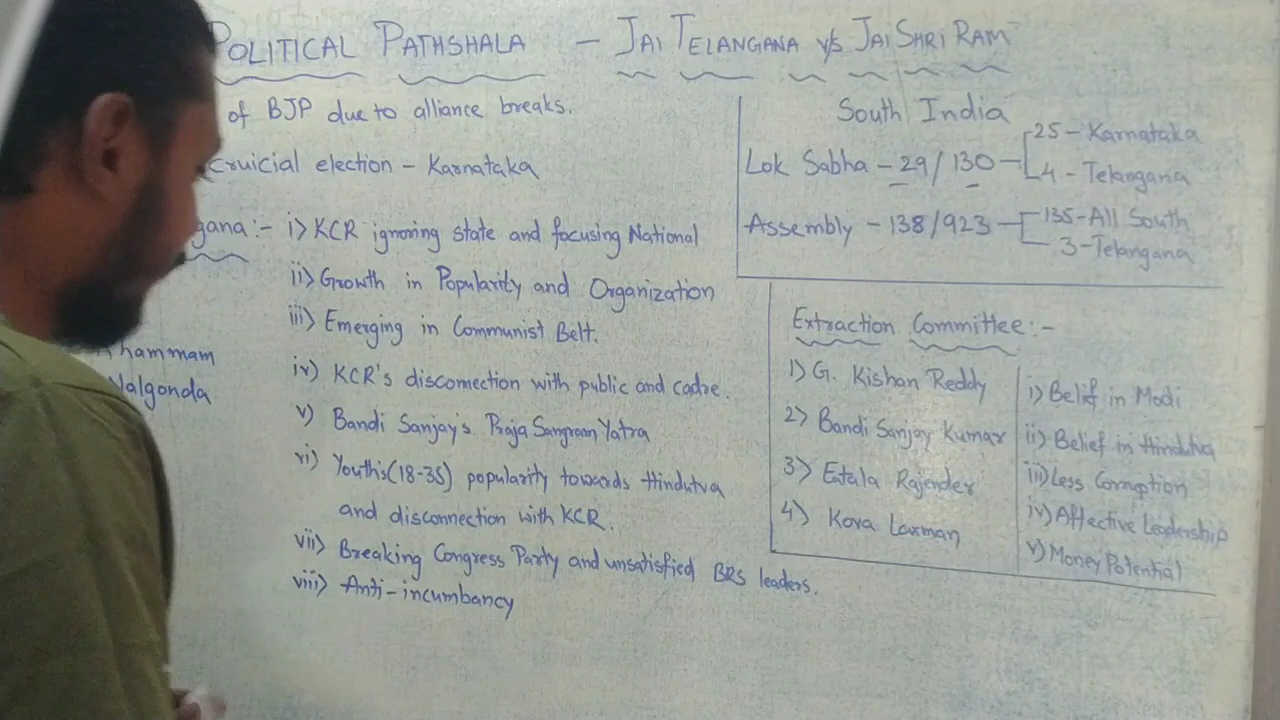 POLITICAL PATHSHALA - JAI TELANGANA v/s JAI SHRI RAM
of BJP due to alliance breaks.
cruicial election - Karnataka
gana:- i> KCR ignoring state and focusing National
ii> Growth in Popularity and Organization
iii> Emerging in Communist Belt.
hammam
iv> KCR's disconnection with public and cadre.
Nalgonda
v> Bandi Sanjay's Praja Sangram Yatra
vi> Youth's (18-35) popularity towards Hindutva
and disconnection with KCR.
vii> Breaking Congress Party and unsatisfied BRS leaders.
viii> Anti-incumbancy
South India
Lok Sabha - 29/130 - 25 - Karnataka
4 - Telangana
Assembly - 138/923 - 135 - All South
3 - Telangana
Extraction Committee:-
1> G. Kishan Reddy
2> Bandi Sanjay Kumar
3> Eatala Rajender
4> Kova Laxman
i> Belief in Modi
ii> Belief in Hindutva
iii> Less Corruption
iv> Affective Leadership
v> Money Potential